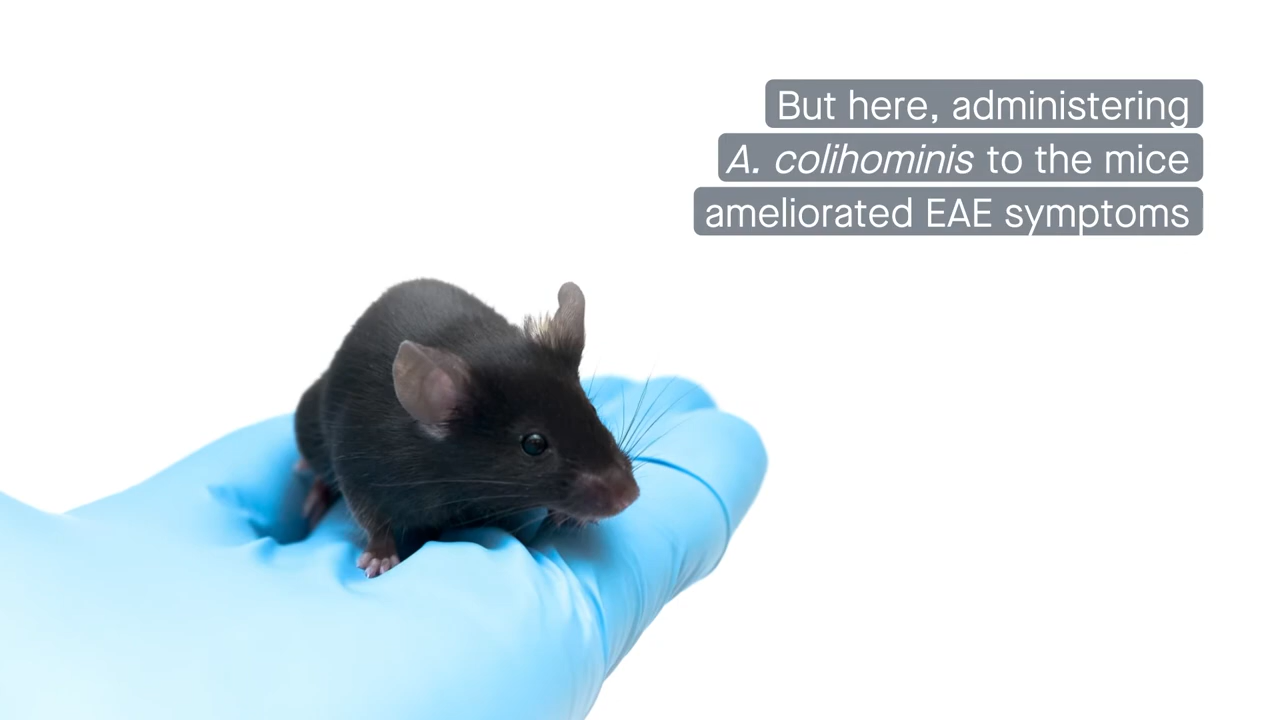 But here, administering
A. colihominis to the mice
ameliorated EAE symptoms